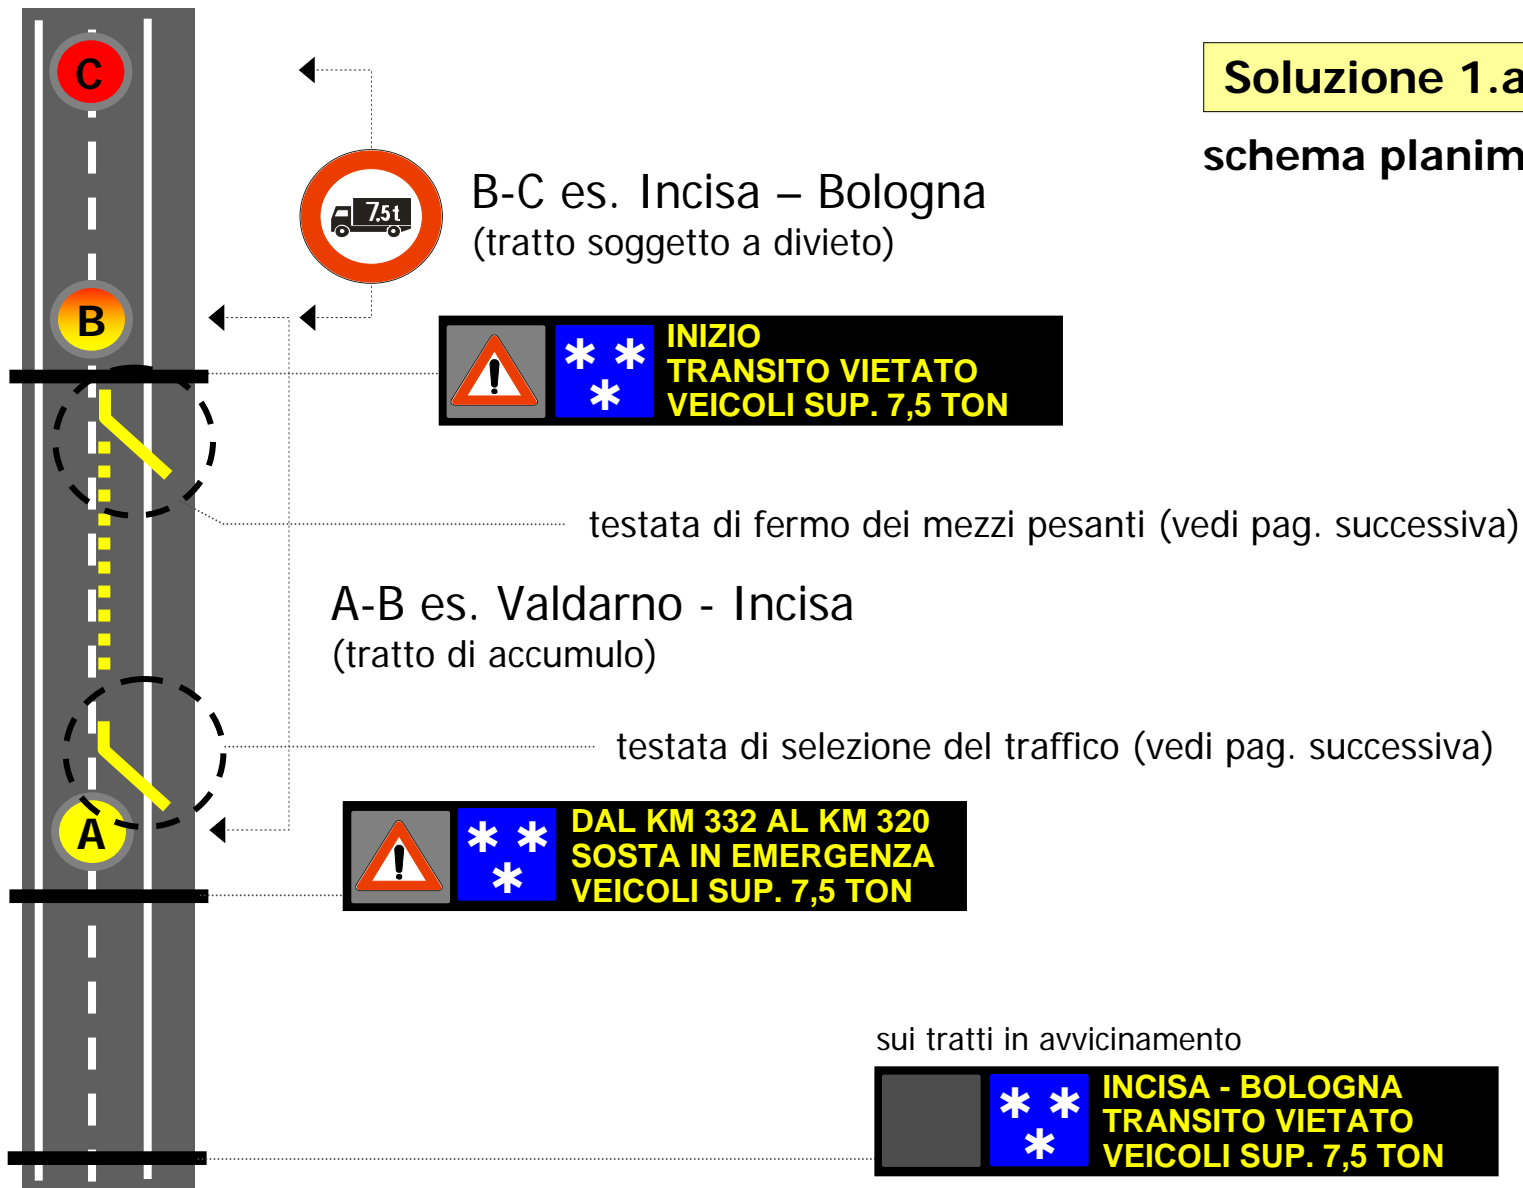 Soluzione 1.a
schema planim
C
7,5 t
B-C es. Incisa – Bologna
(tratto soggetto a divieto)
B
INIZIO
TRANSITO VIETATO
VEICOLI SUP. 7,5 TON
testata di fermo dei mezzi pesanti (vedi pag. successiva)
A-B es. Valdarno - Incisa
(tratto di accumulo)
testata di selezione del traffico (vedi pag. successiva)
A
DAL KM 332 AL KM 320
SOSTA IN EMERGENZA
VEICOLI SUP. 7,5 TON
sui tratti in avvicinamento
INCISA - BOLOGNA
TRANSITO VIETATO
VEICOLI SUP. 7,5 TON